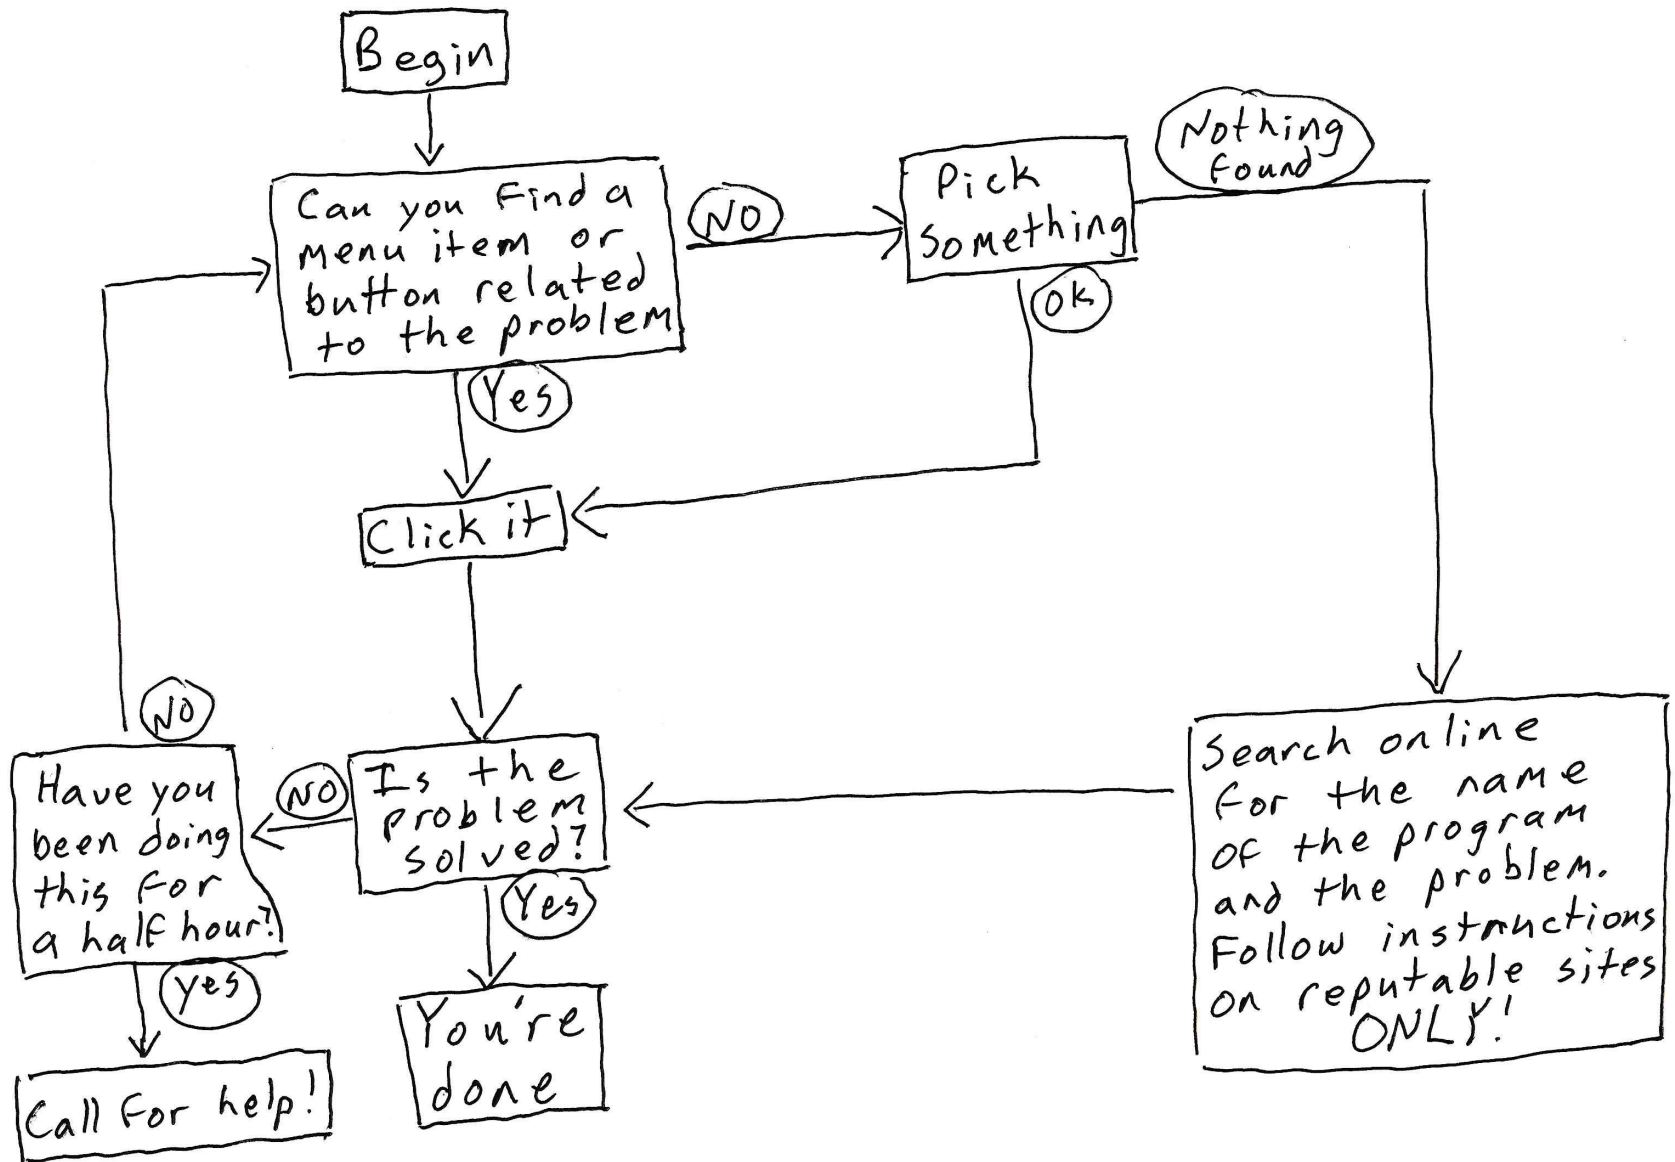 Begin
Can you find a
menu item or
button related
to the problem
NO
Pick
Something
Nothing
found
OK
Yes
Click it
NO
Have you
been doing
this for
a half hour?
NO
Is the
problem
solved?
Yes
yes
You're
done
Call for help!
Search online
for the name
of the program
and the problem.
Follow instructions
on reputable sites
ONLY!